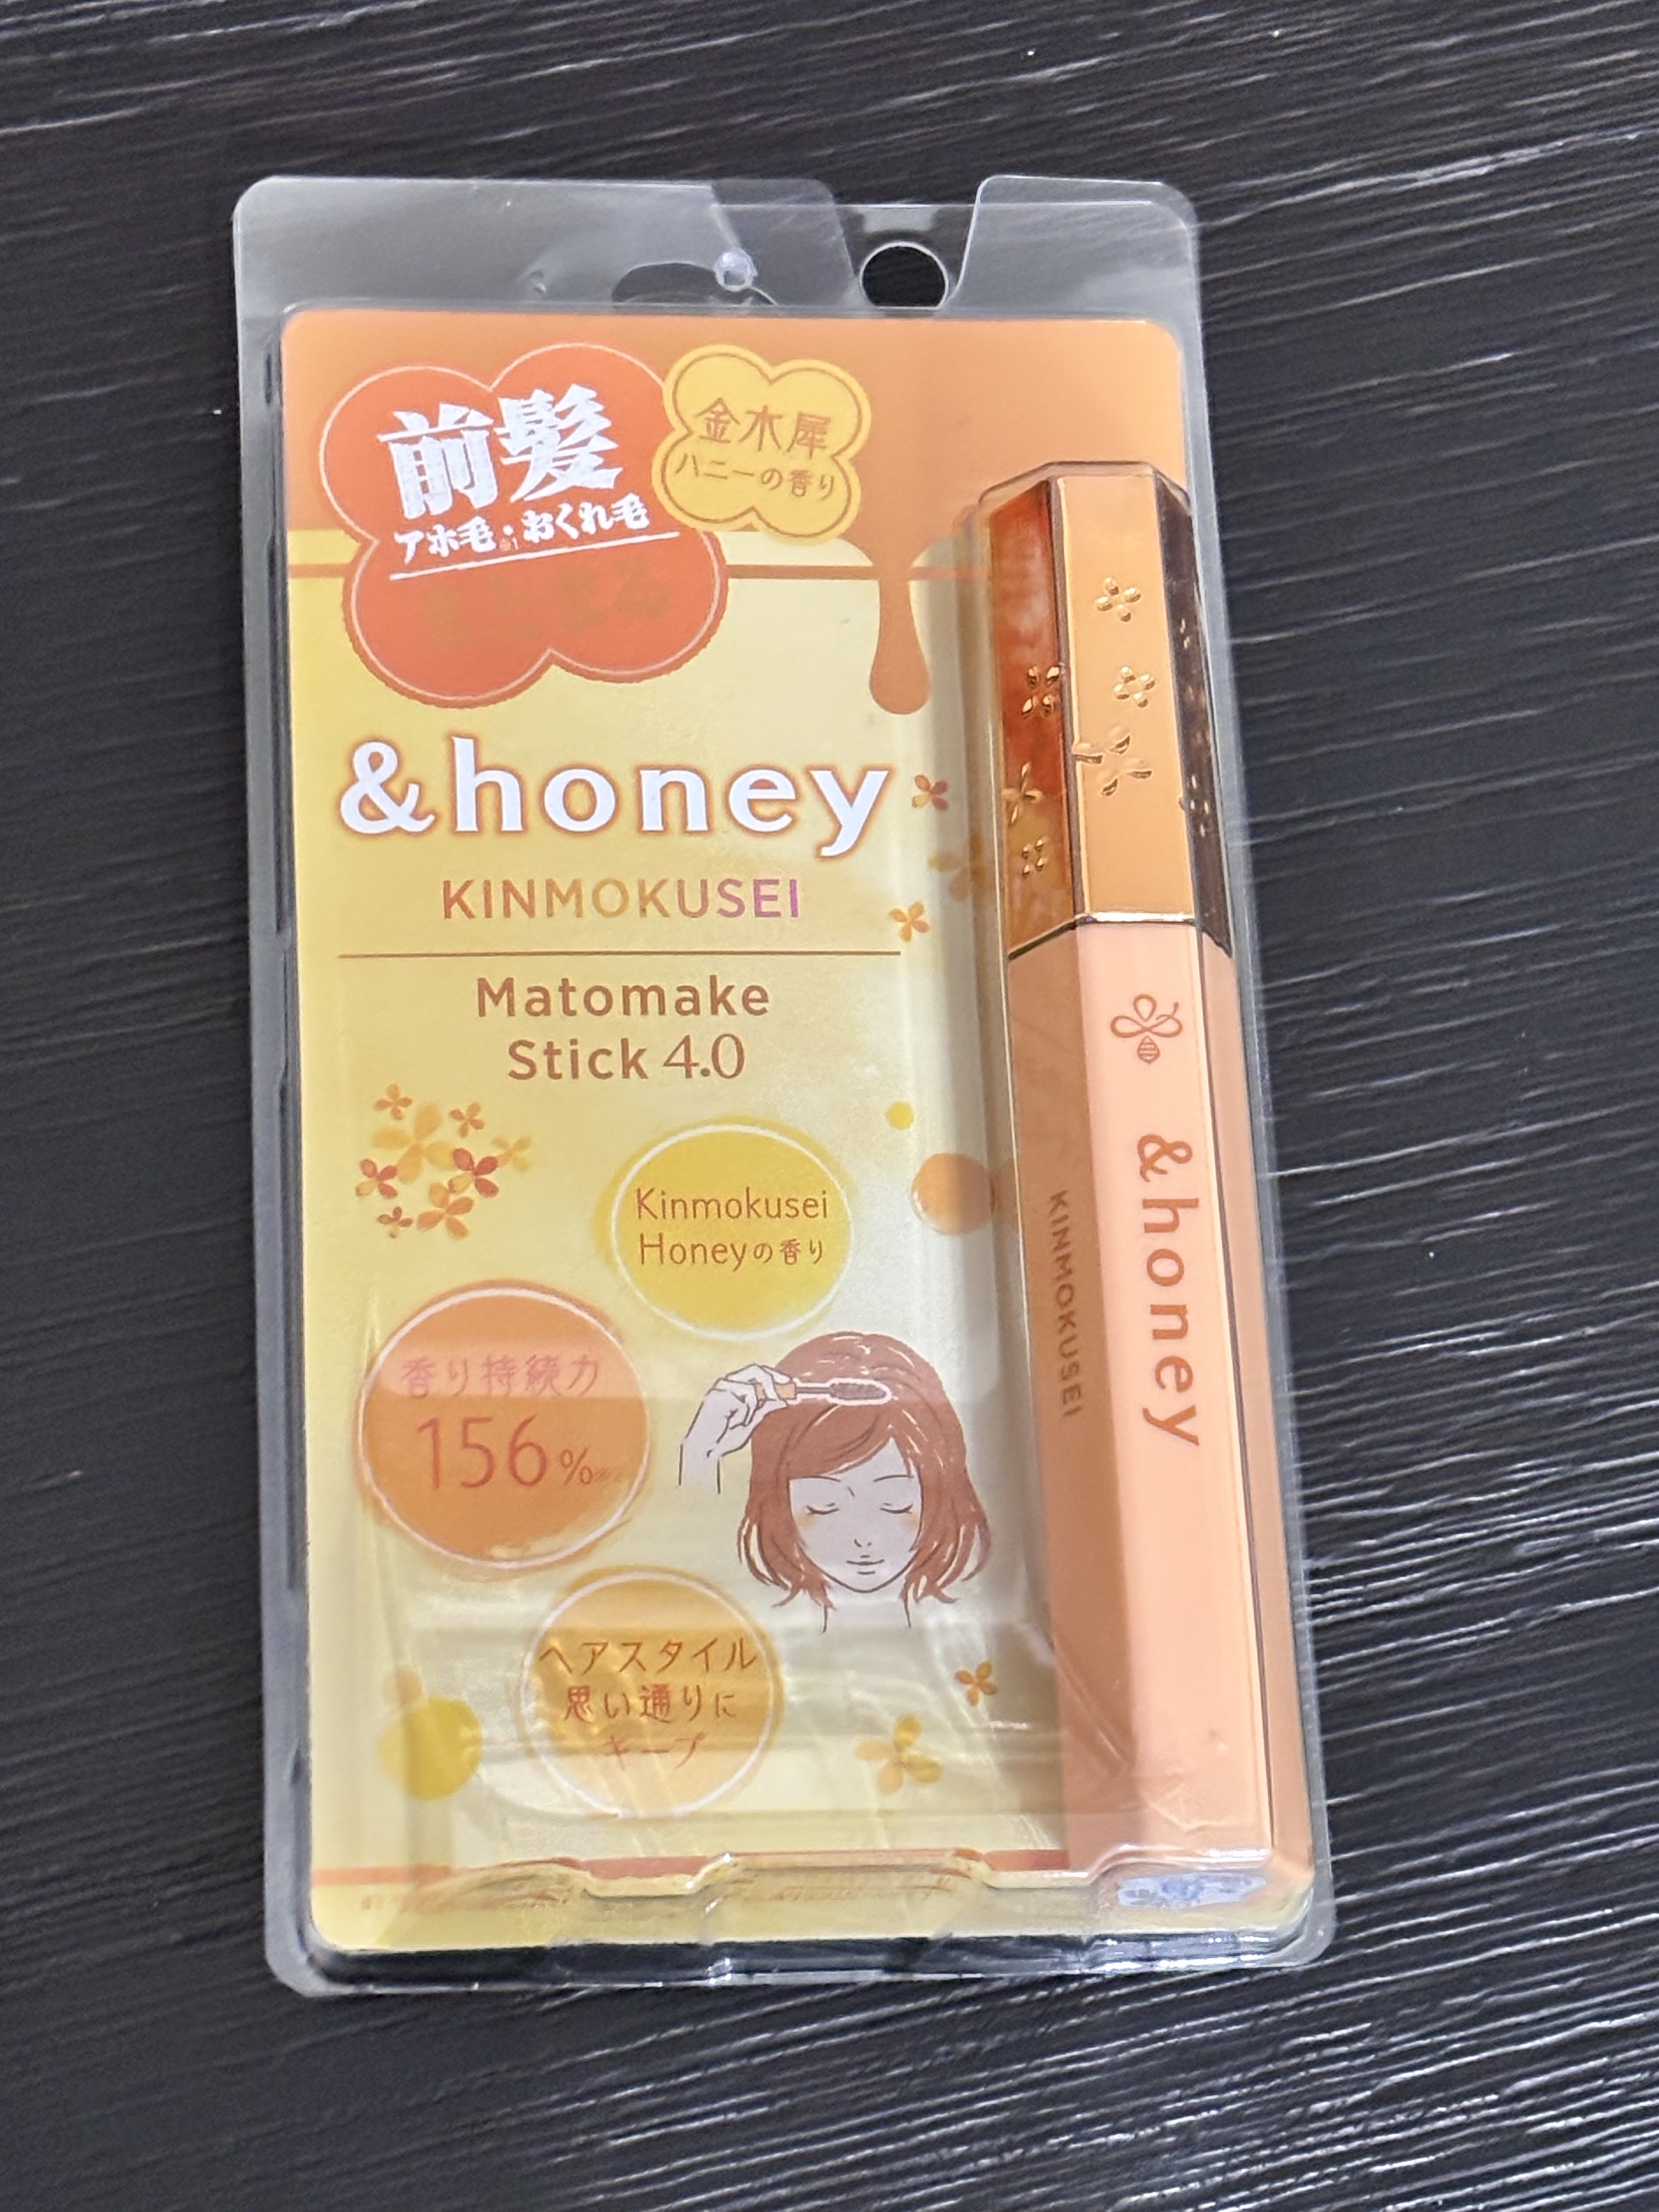 前髪
アホ毛※1・おくれ毛
金木犀
ハニーの香り
&honey
KINMOKUSEI
Matomake
Stick 4.0
Kinmokusei
Honeyの香り
香り持続力
156%
ヘアスタイル
思い通りに
キープ
&honey
KINMOKUSEI